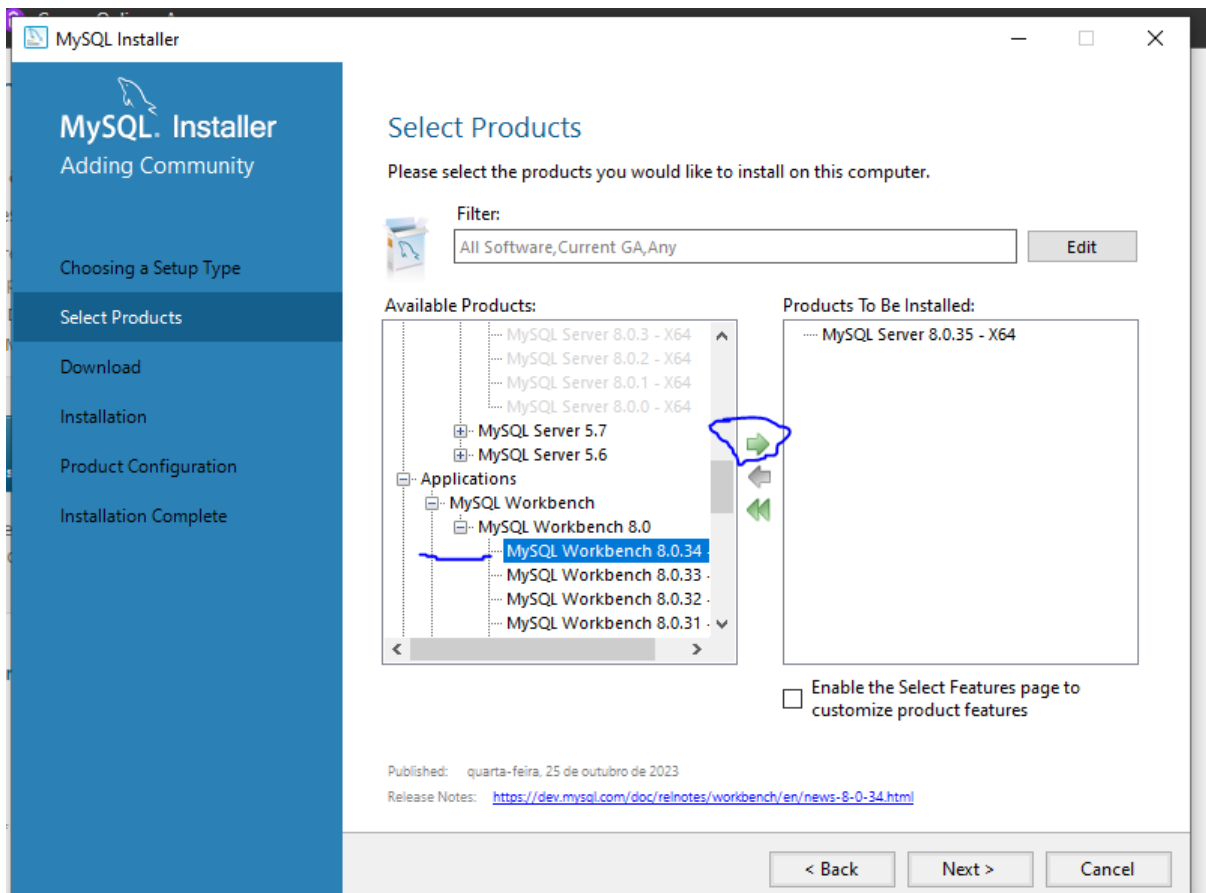 MySQL Installer
MySQL. Installer
Adding Community
Choosing a Setup Type
Select Products
Download
Installation
Product Configuration
Installation Complete
Select Products
Please select the products you would like to install on this computer.
Filter:
All Software,Current GA,Any
Edit
Available Products:
MySQL Server 8.0.3 - X64
MySQL Server 8.0.2 - X64
MySQL Server 8.0.1 - X64
MySQL Server 8.0.0 - X64
MySQL Server 5.7
MySQL Server 5.6
Applications
MySQL Workbench
MySQL Workbench 8.0
MySQL Workbench 8.0.34 -
MySQL Workbench 8.0.33 -
MySQL Workbench 8.0.32 -
MySQL Workbench 8.0.31 -
Products To Be Installed:
MySQL Server 8.0.35 - X64
Enable the Select Features page to
customize product features
Published: quarta-feira, 25 de outubro de 2023
Release Notes: https://dev.mysql.com/doc/relnotes/workbench/en/news-8-0-34.html
< Back
Next >
Cancel